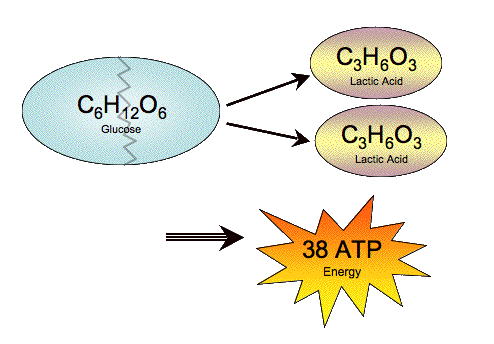 C₆H₁₂O₆
Glucose
C₃H₆O₃
Lactic Acid
C₃H₆O₃
Lactic Acid
38 ATP
Energy